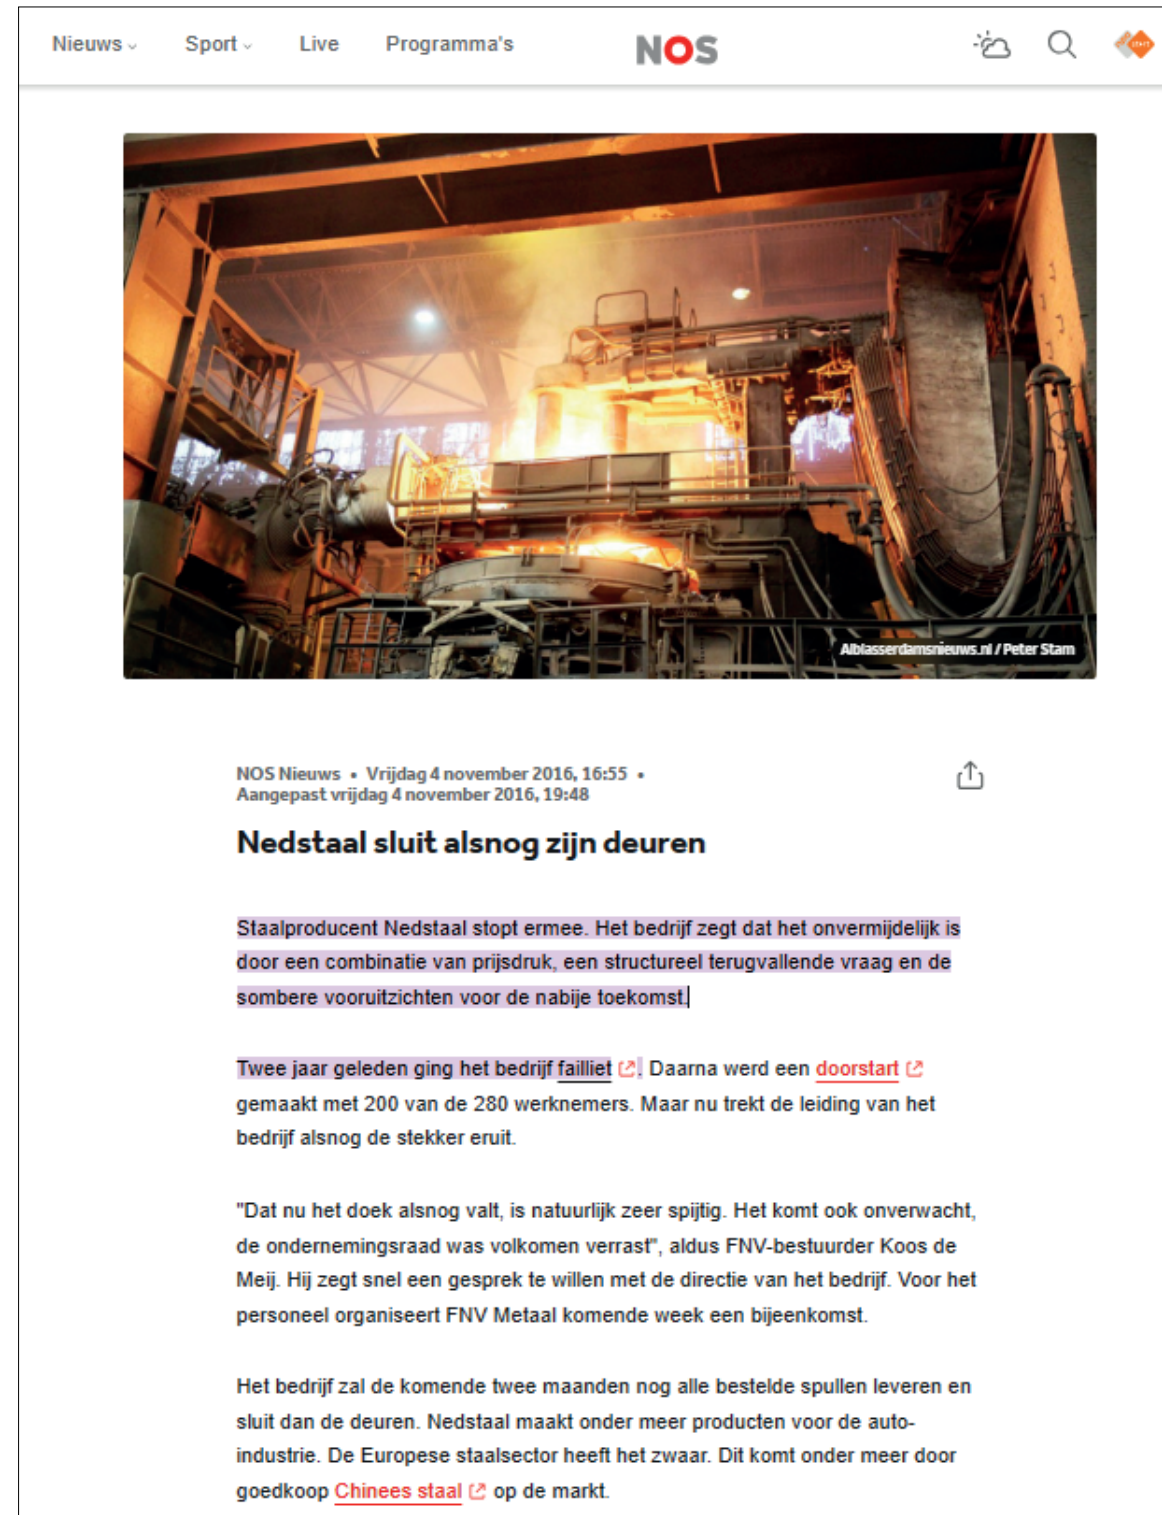 Nieuws Sport Live Programma's NOS
Alblasserdamsnieuws.nl / Peter Stam
NOS Nieuws • Vrijdag 4 november 2016, 16:55 •
Aangepast vrijdag 4 november 2016, 19:48
Nedstaal sluit alsnog zijn deuren
Staalproducent Nedstaal stopt ermee. Het bedrijf zegt dat het onvermijdelijk is
door een combinatie van prijsdruk, een structureel terugvallende vraag en de
sombere vooruitzichten voor de nabije toekomst.
Twee jaar geleden ging het bedrijf failliet. Daarna werd een doorstart
gemaakt met 200 van de 280 werknemers. Maar nu trekt de leiding van het
bedrijf alsnog de stekker eruit.
"Dat nu het doek alsnog valt, is natuurlijk zeer spijtig. Het komt ook onverwacht,
de ondernemingsraad was volkomen verrast", aldus FNV-bestuurder Koos de
Meij. Hij zegt snel een gesprek te willen met de directie van het bedrijf. Voor het
personeel organiseert FNV Metaal komende week een bijeenkomst.
Het bedrijf zal de komende twee maanden nog alle bestelde spullen leveren en
sluit dan de deuren. Nedstaal maakt onder meer producten voor de auto-
industrie. De Europese staalsector heeft het zwaar. Dit komt onder meer door
goedkoop Chinees staal op de markt.